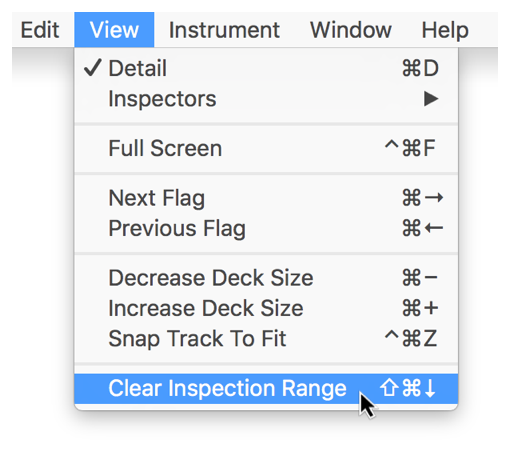 Edit View Instrument Window Help
✓ Detail ⌘D
Inspectors ▶
Full Screen ^⌘F
Next Flag ⌘→
Previous Flag ⌘←
Decrease Deck Size ⌘−
Increase Deck Size ⌘+
Snap Track To Fit ^⌘Z
Clear Inspection Range ⇧⌘↓